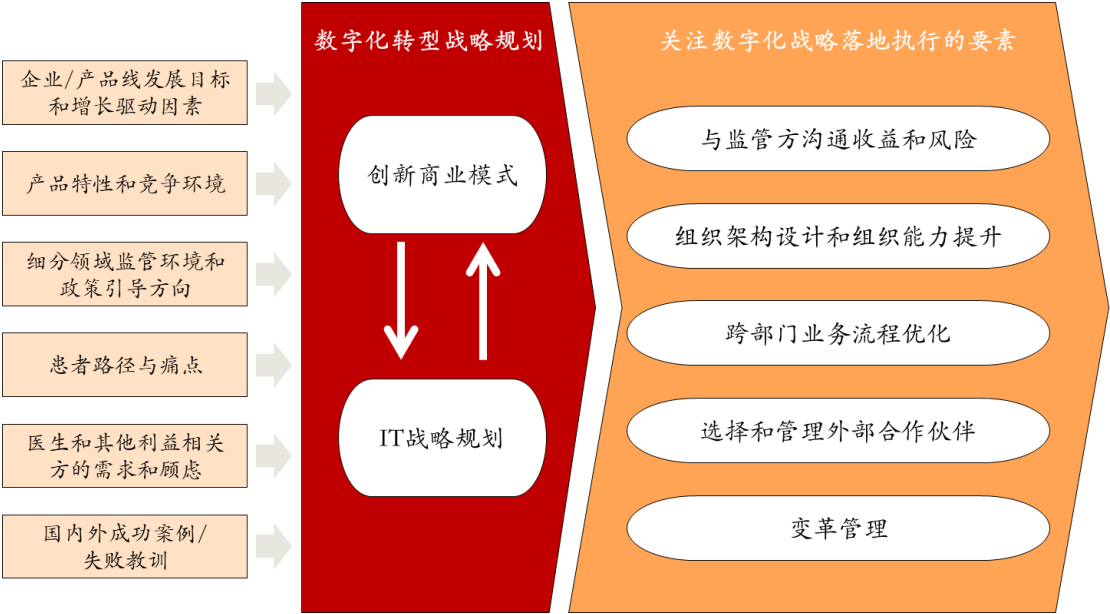 企业/产品线发展目标
和增长驱动因素
产品特性和竞争环境
细分领域监管环境和
政策引导方向
患者路径与痛点
医生和其他利益相关
方的需求和顾虑
国内外成功案例/
失败教训
数字化转型战略规划
创新商业模式
IT战略规划
关注数字化战略落地执行的要素
与监管方沟通收益和风险
组织架构设计和组织能力提升
跨部门业务流程优化
选择和管理外部合作伙伴
变革管理